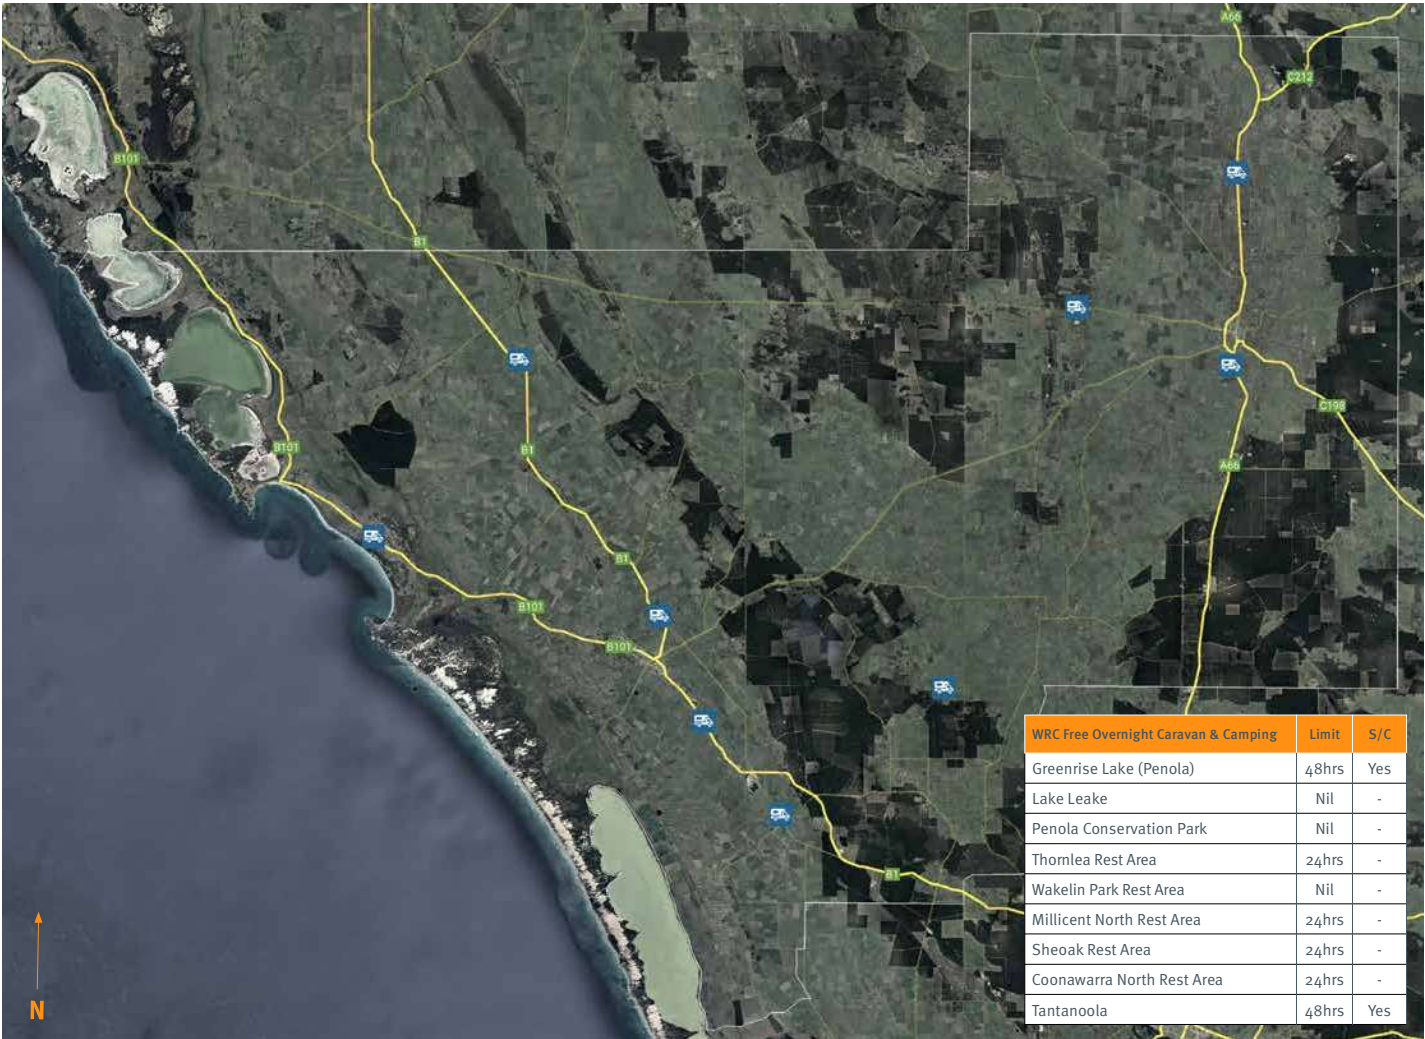 A66
C212
B101
B1
B101
C198
B1
A66
B1
B101
B101
B1
N
WRC Free Overnight Caravan & Camping Limit S/C
Greenrise Lake (Penola) 48hrs Yes
Lake Leake Nil -
Penola Conservation Park Nil -
Thornlea Rest Area 24hrs -
Wakelin Park Rest Area Nil -
Millicent North Rest Area 24hrs -
Sheoak Rest Area 24hrs -
Coonawarra North Rest Area 24hrs -
Tantanoola 48hrs Yes